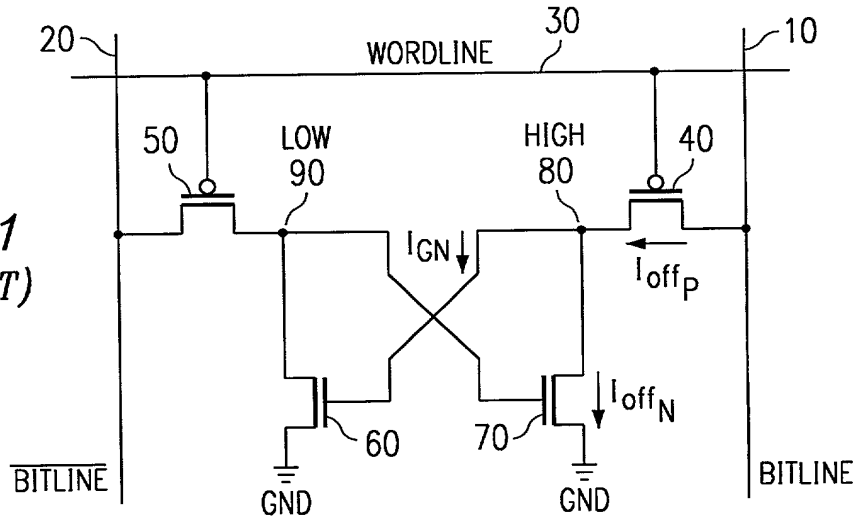 20
WORDLINE
30
10
50
LOW
90
HIGH
80
40
1
T)
I_GN
I_offP
60
70
I_offN
BITLINE
GND
GND
BITLINE